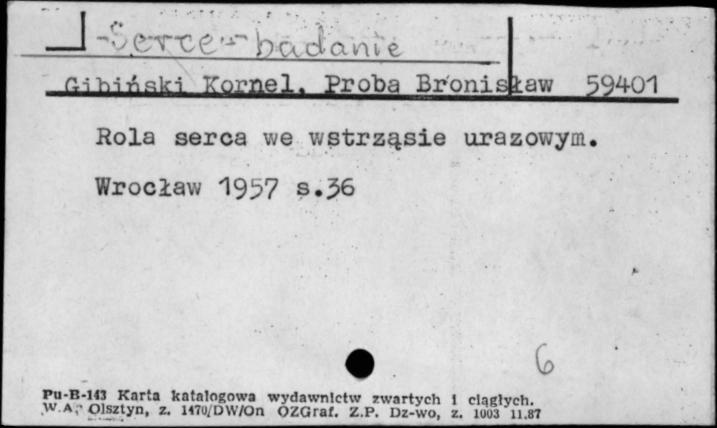 -Serce- badanie
Gibiński Kornel, Proba Bronisław 59401
Rola serca we wstrząsie urazowym.
Wrocław 1957 s.36
6
Pu-B-143 Karta katalogowa wydawnictw zwartych i ciągłych.
W.A. Olsztyn, z. 1470/DW/On OZGraf. Z.P. Dz-wo, z. 1003 11.87